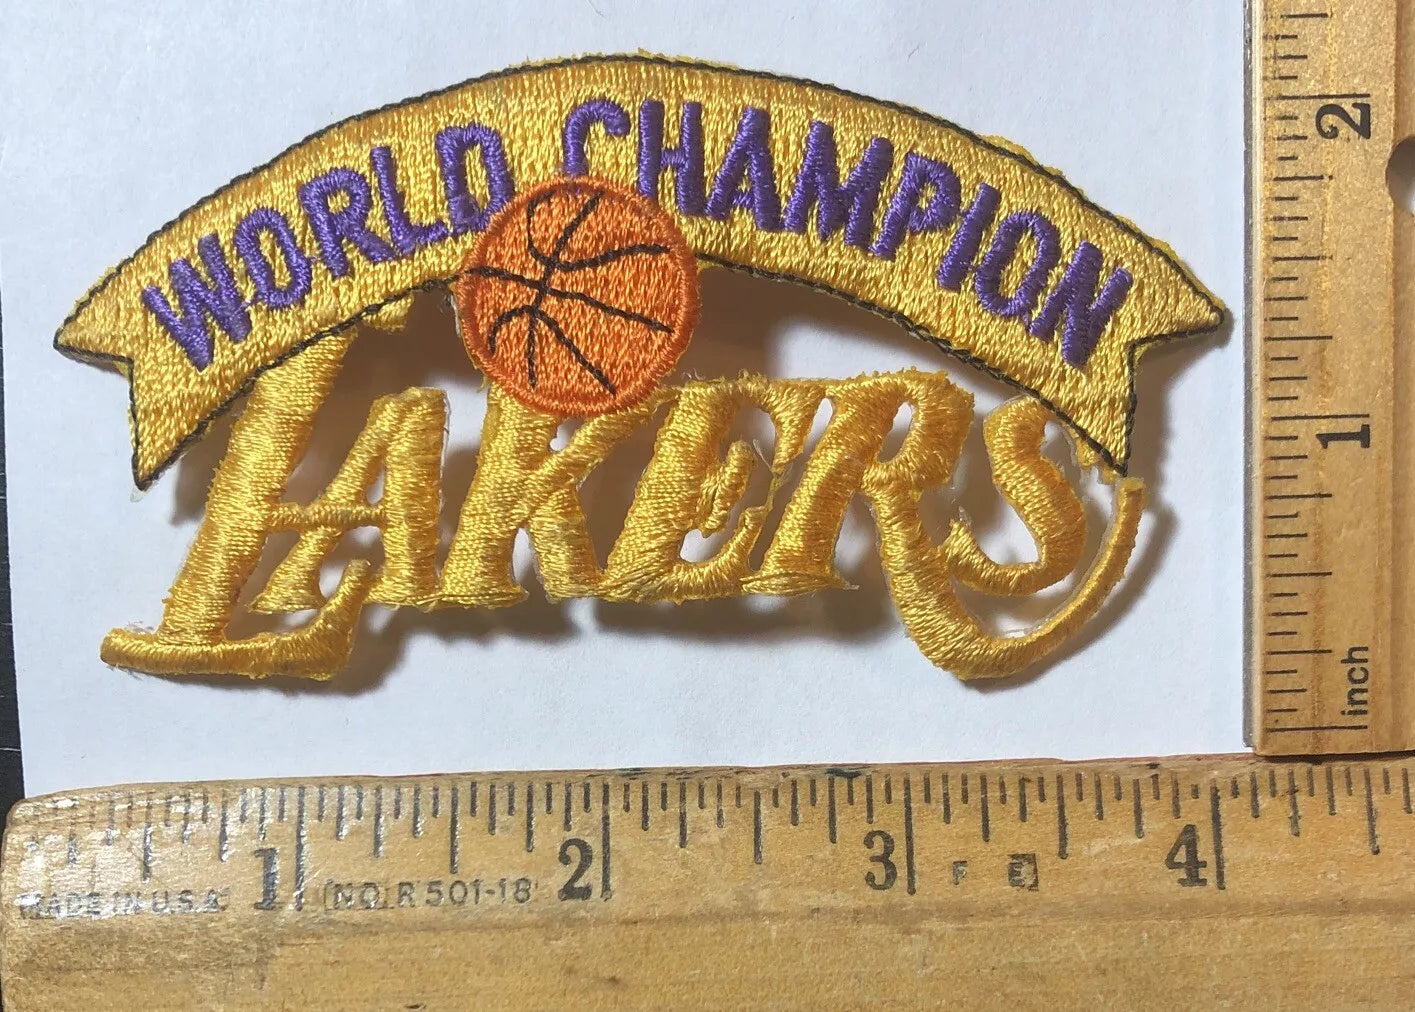 WORLD CHAMPION
LAKERS
2
1
inch
1 2 3 4
MADE IN U.S.A. NO. R 501-18 F E